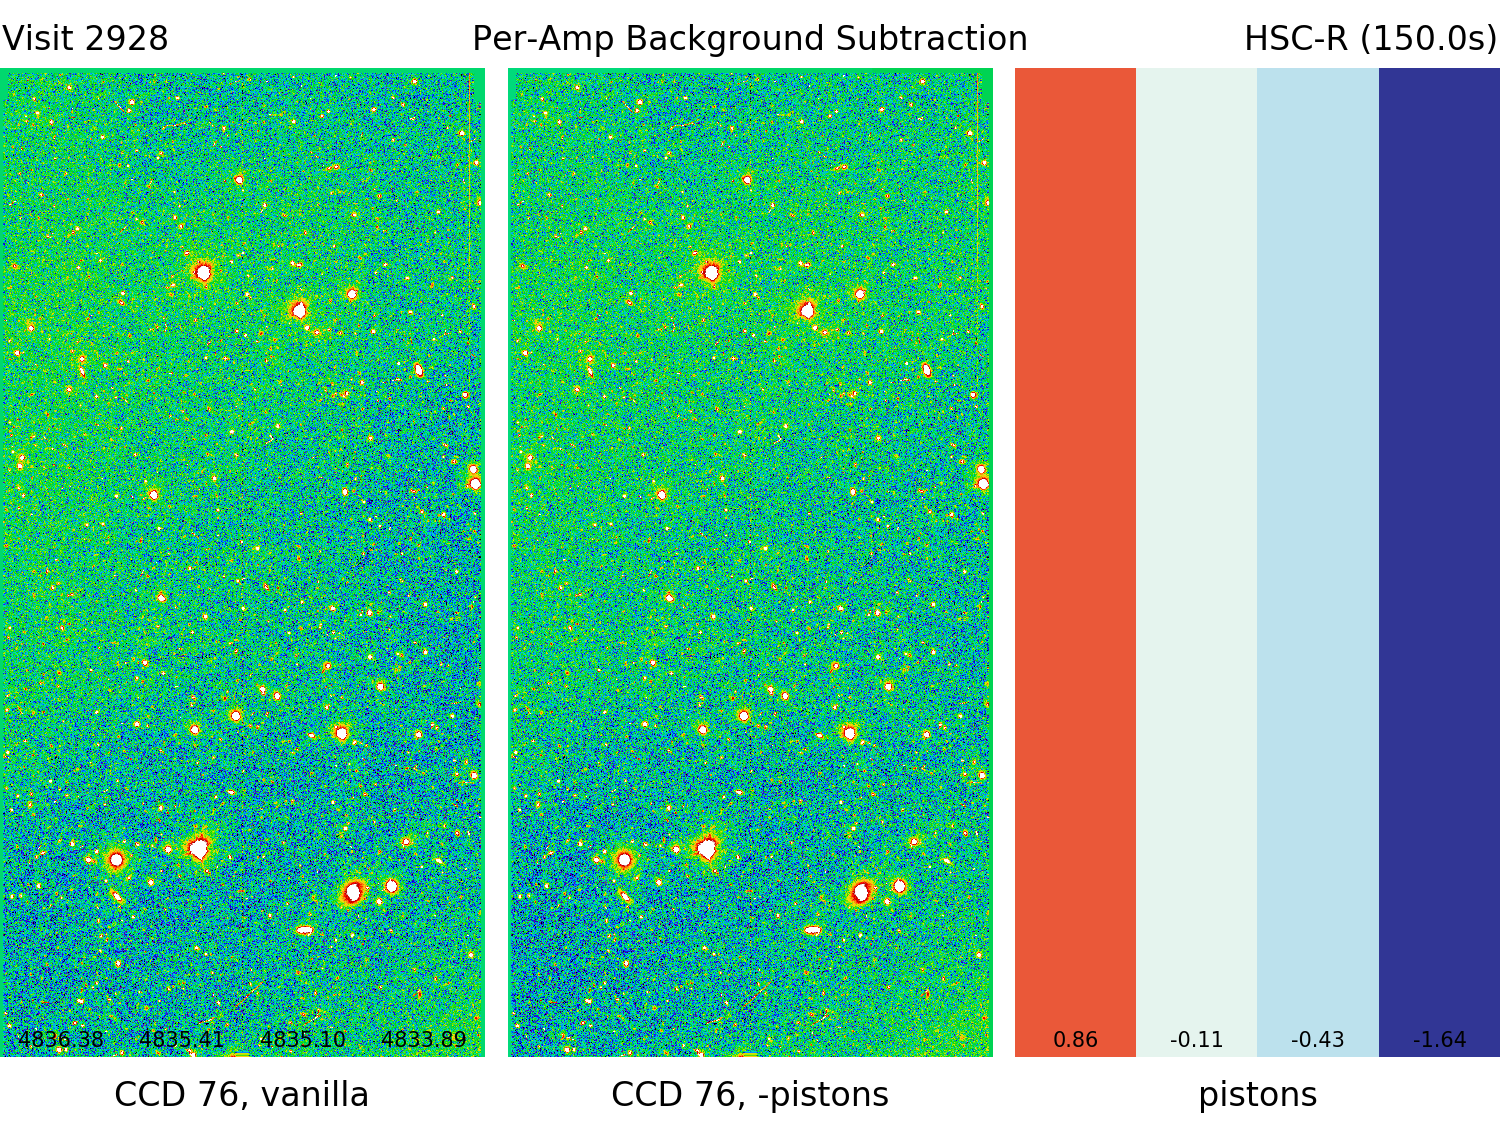 Visit 2928 Per-Amp Background Subtraction HSC-R (150.0s)
4836.38 4835.41 4835.10 4833.89 0.86 -0.11 -0.43 -1.64
CCD 76, vanilla CCD 76, -pistons pistons